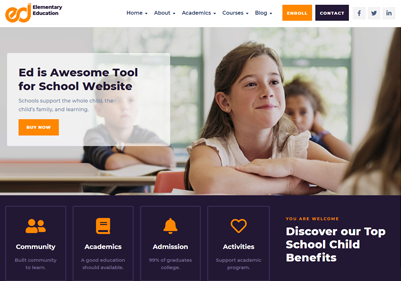 ed Elementary
Education
Home About Academics Courses Blog ENROLL CONTACT
Ed is Awesome Tool
for School Website
Schools support the whole child, the
child's family, and learning.
BUY NOW
Community
Built community
to learn.
Academics
A good education
should available.
Admission
99% of graduates
college.
Activities
Support academic
program.
YOU ARE WELCOME
Discover our Top
School Child
Benefits